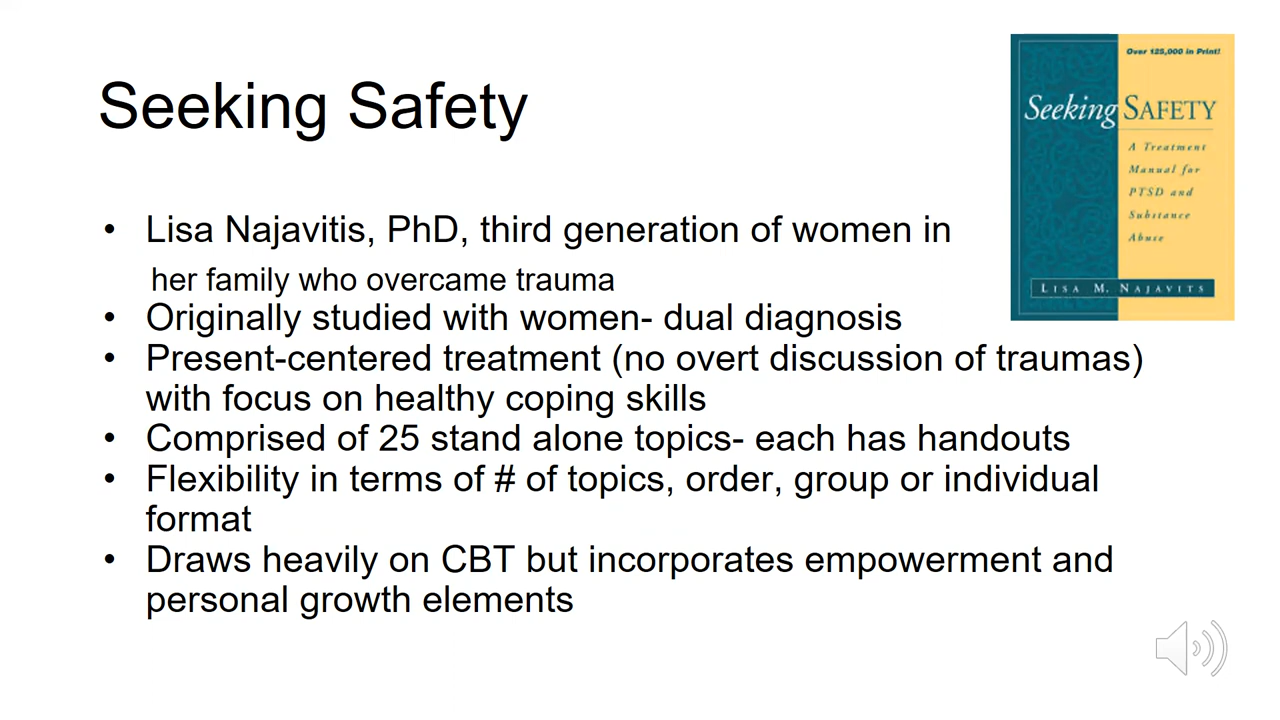 Seeking Safety
• Lisa Najavitis, PhD, third generation of women in
her family who overcame trauma
• Originally studied with women- dual diagnosis
• Present-centered treatment (no overt discussion of traumas)
with focus on healthy coping skills
• Comprised of 25 stand alone topics- each has handouts
• Flexibility in terms of # of topics, order, group or individual
format
• Draws heavily on CBT but incorporates empowerment and
personal growth elements
Over 125,000 in Print!
Seeking SAFETY
A Treatment
Manual for
PTSD and
Substance
Abuse
LISA M. NAJAVITS